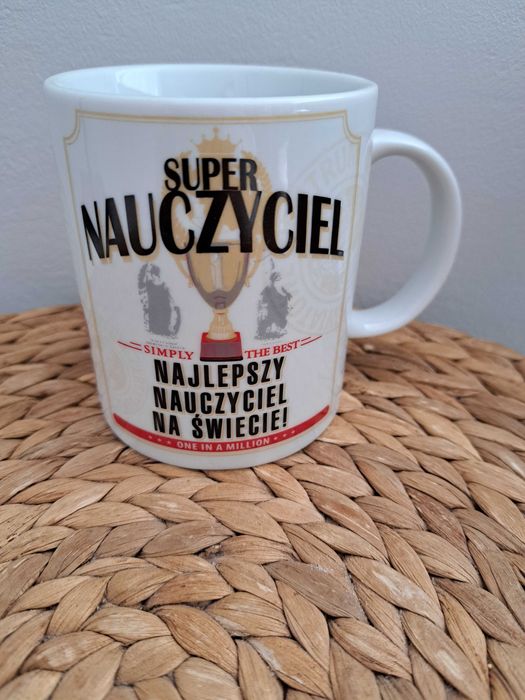 SUPER
NAUCZYCIEL
SIMPLY THE BEST
NAJLEPSZY
NAUCZYCIEL
NA ŚWIECIE!
ONE IN A MILLION